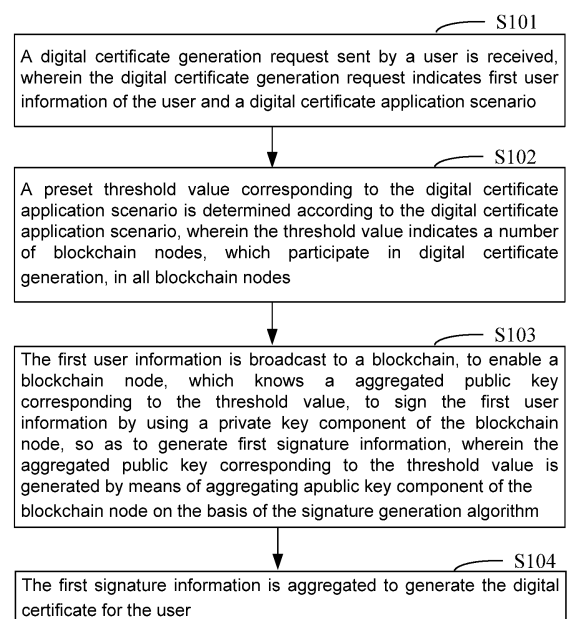 S101
A digital certificate generation request sent by a user is received,
wherein the digital certificate generation request indicates first user
information of the user and a digital certificate application scenario
S102
A preset threshold value corresponding to the digital certificate
application scenario is determined according to the digital certificate
application scenario, wherein the threshold value indicates a number
of blockchain nodes, which participate in digital certificate
generation, in all blockchain nodes
S103
The first user information is broadcast to a blockchain, to enable a
blockchain node, which knows a aggregated public key
corresponding to the threshold value, to sign the first user
information by using a private key component of the blockchain
node, so as to generate first signature information, wherein the
aggregated public key corresponding to the threshold value is
generated by means of aggregating apublic key component of the
blockchain node on the basis of the signature generation algorithm
S104
The first signature information is aggregated to generate the digital
certificate for the user